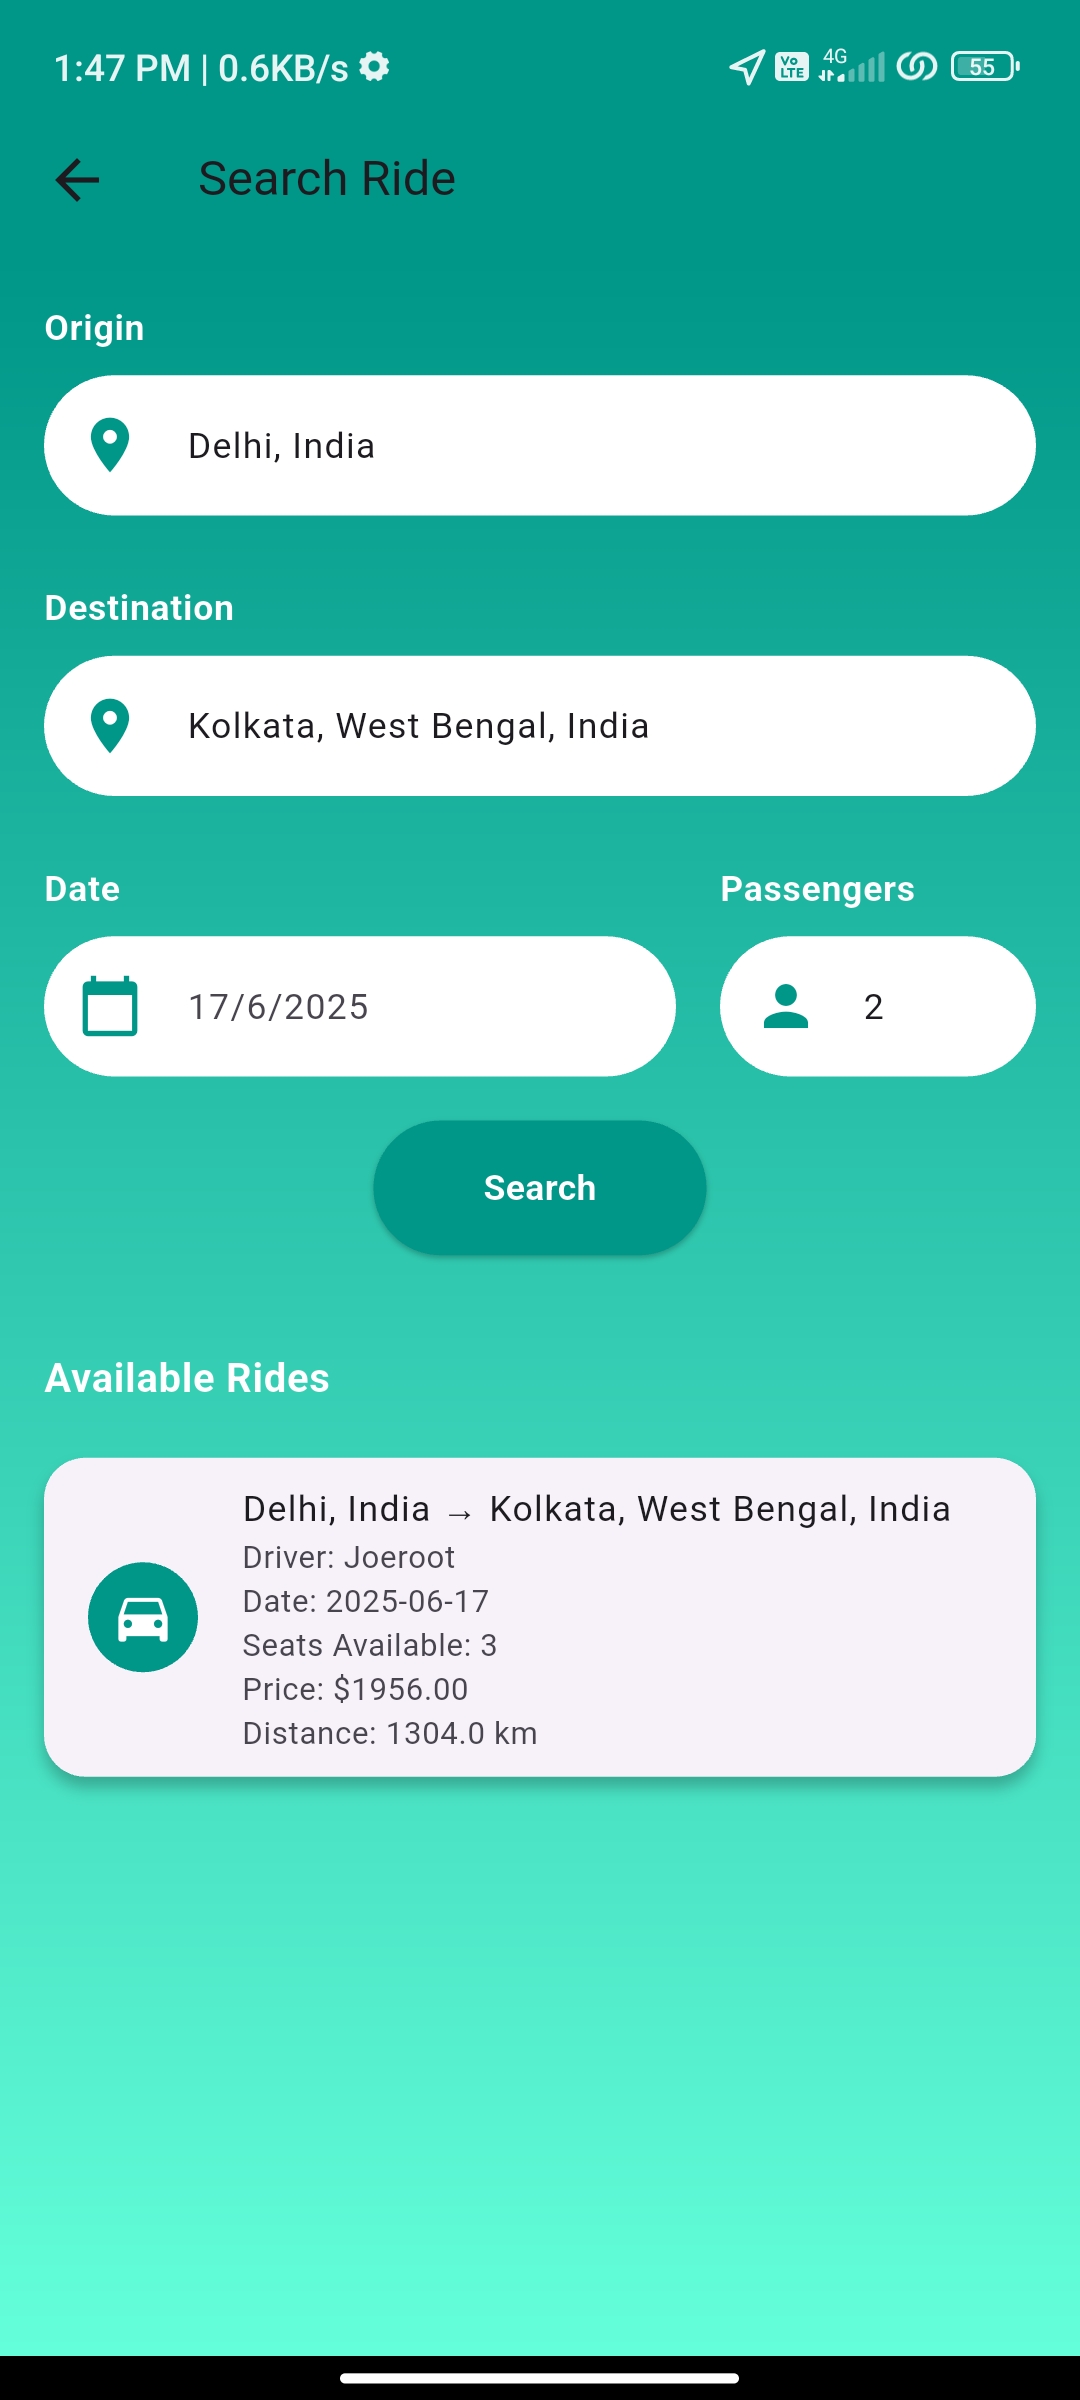 1:47 PM | 0.6KB/s
Vo LTE 4G 55
Search Ride
Origin
Delhi, India
Destination
Kolkata, West Bengal, India
Date Passengers
17/6/2025 2
Search
Available Rides
Delhi, India → Kolkata, West Bengal, India
Driver: Joeroot
Date: 2025-06-17
Seats Available: 3
Price: $1956.00
Distance: 1304.0 km